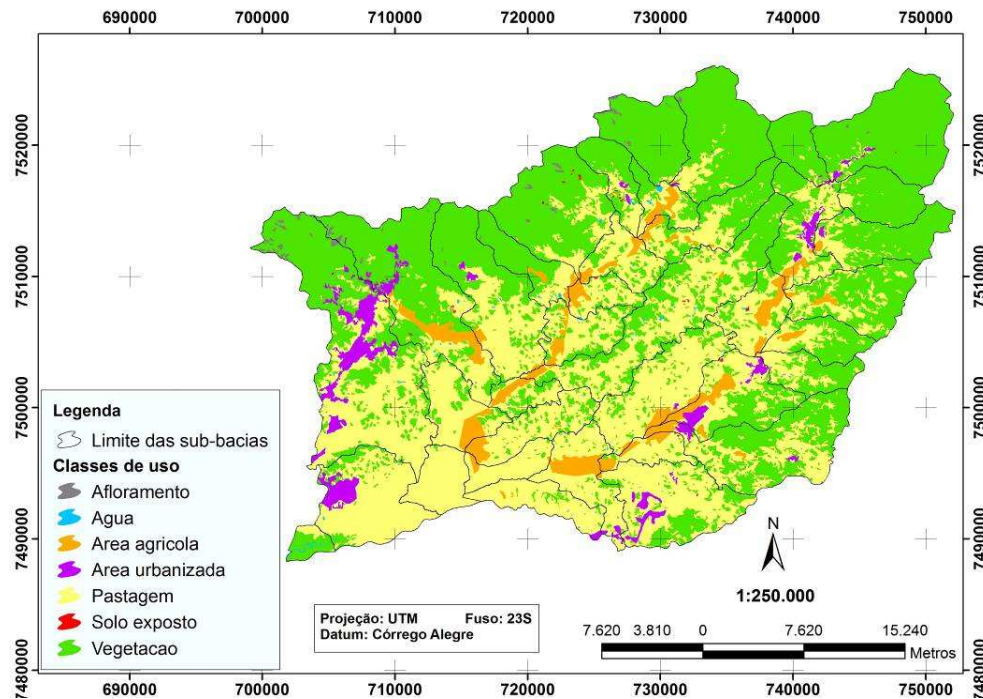 690000 700000 710000 720000 730000 740000 750000
7520000 7520000
7510000 7510000
7500000 7500000
7490000 7490000
7480000 7480000
Legenda
Limite das sub-bacias
Classes de uso
Afloramento
Agua
Area agricola
Area urbanizada
Pastagem
Solo exposto
Vegetacao
Projeção: UTM Fuso: 23S
Datum: Córrego Alegre
N
1:250.000
7.620 3.810 0 7.620 15.240
Metros
690000 700000 710000 720000 730000 740000 750000